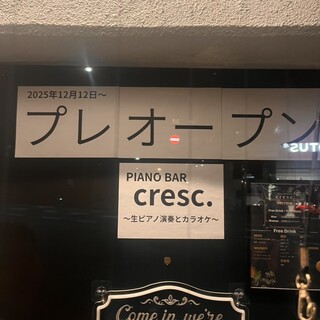 2025年12月12日～
プレオープン
PIANO BAR
cresc.
～生ピアノ演奏とカラオケ～
Free Drink
Come in we're